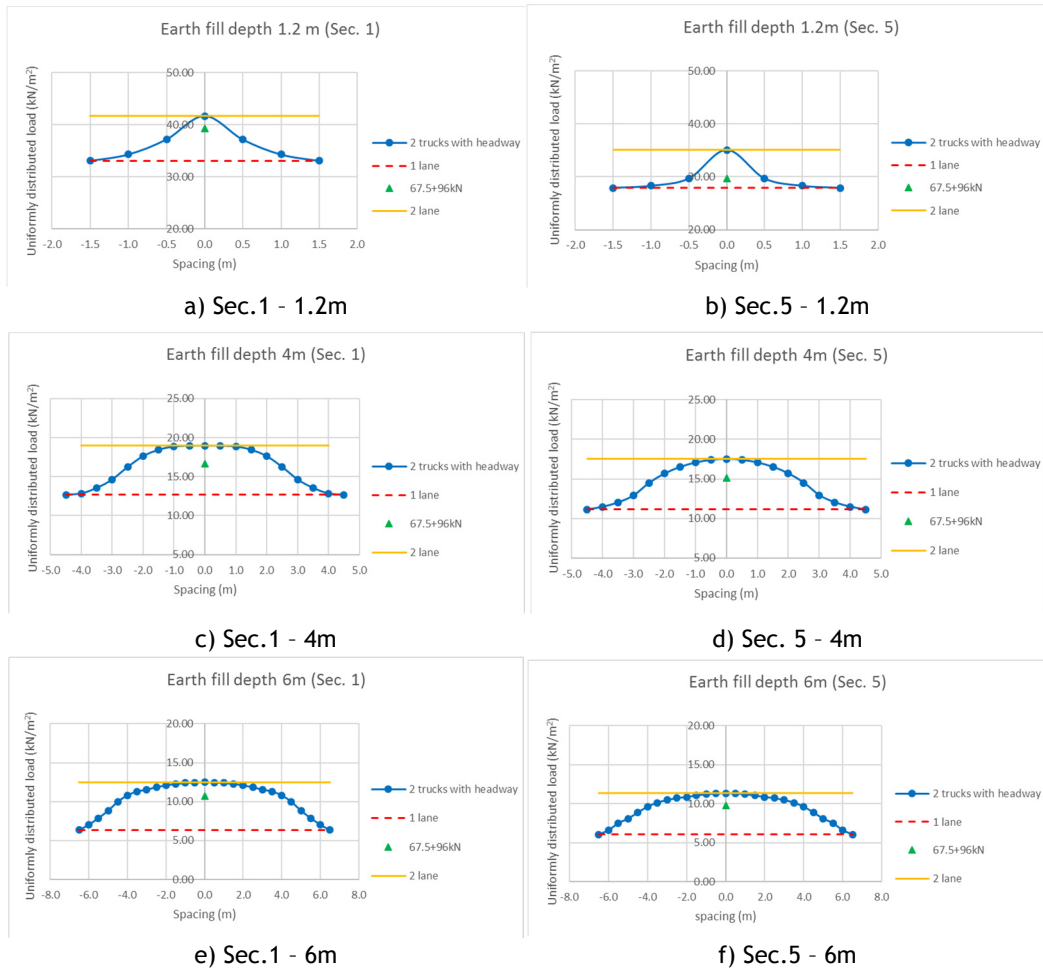 Earth fill depth 1.2 m (Sec. 1)
Uniformly distributed load (kN/m²)
50.00
40.00
30.00
20.00
-2.0 -1.5 -1.0 -0.5 0.0 0.5 1.0 1.5 2.0
Spacing (m)
2 trucks with headway
1 lane
67.5+96kN
2 lane
a) Sec.1 - 1.2m
Earth fill depth 1.2m (Sec. 5)
Uniformly distributed load (kN/m²)
50.00
40.00
30.00
20.00
-2.0 -1.5 -1.0 -0.5 0.0 0.5 1.0 1.5 2.0
Spacing (m)
2 trucks with headway
1 lane
67.5+96kN
2 lane
b) Sec.5 - 1.2m
Earth fill depth 4m (Sec. 1)
Uniformly distributed load (kN/m²)
25.00
20.00
15.00
10.00
5.00
-5.0 -4.0 -3.0 -2.0 -1.0 0.0 1.0 2.0 3.0 4.0 5.0
Spacing (m)
2 trucks with headway
1 lane
67.5+96kN
2 lane
c) Sec.1 - 4m
Earth fill depth 4m (Sec. 5)
Uniformly distributed load (kN/m²)
25.00
20.00
15.00
10.00
5.00
-5.0 -4.0 -3.0 -2.0 -1.0 0.0 1.0 2.0 3.0 4.0 5.0
Spacing (m)
2 trucks with headway
1 lane
67.5+96kN
2 lane
d) Sec. 5 - 4m
Earth fill depth 6m (Sec. 1)
Uniformly distributed load (kN/m²)
20.00
15.00
10.00
5.00
0.00
-8.0 -6.0 -4.0 -2.0 0.0 2.0 4.0 6.0 8.0
Spacing (m)
2 trucks with headway
1 lane
67.5+96kN
2 lane
e) Sec.1 - 6m
Earth fill depth 6m (Sec. 5)
Uniformly distributed load (kN/m²)
20.00
15.00
10.00
5.00
0.00
-8.0 -6.0 -4.0 -2.0 0.0 2.0 4.0 6.0 8.0
spacing (m)
2 trucks with headway
1 lane
67.5+96kN
2 lane
f) Sec.5 - 6m